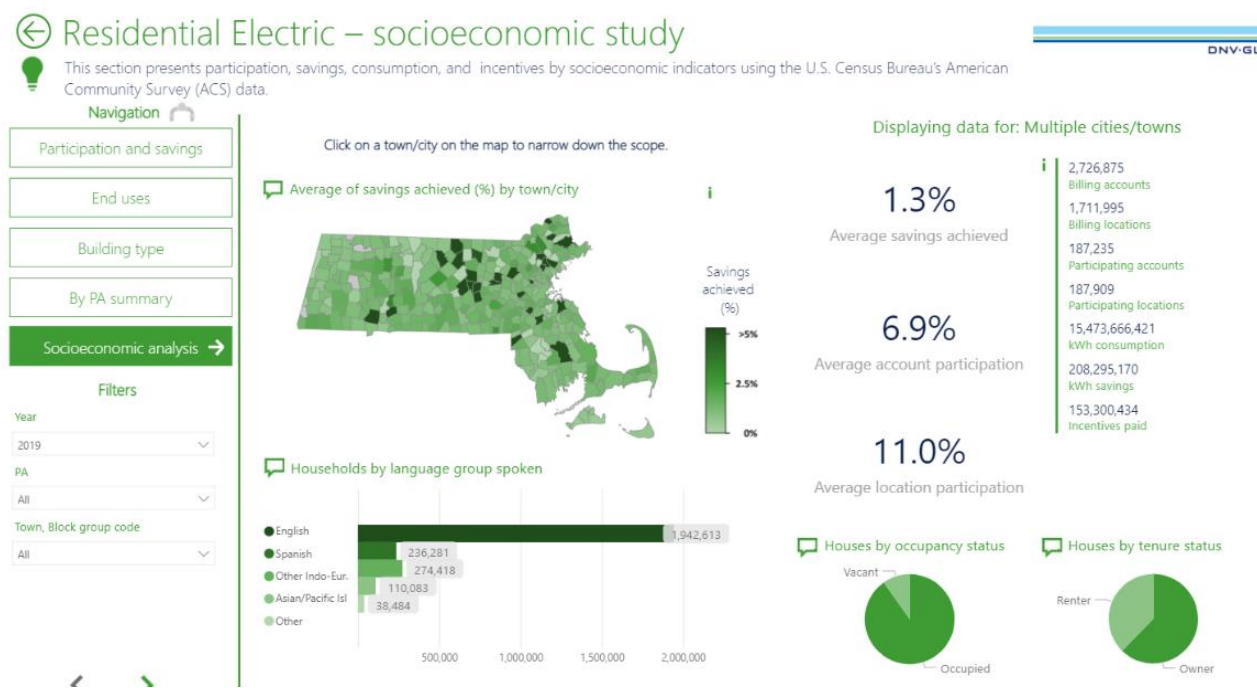 Residential Electric – socioeconomic study
DNV·GL
This section presents participation, savings, consumption, and incentives by socioeconomic indicators using the U.S. Census Bureau's American
Community Survey (ACS) data.
Navigation
Participation and savings
End uses
Building type
By PA summary
Socioeconomic analysis
Filters
Year
2019
PA
All
Town, Block group code
All
Click on a town/city on the map to narrow down the scope.
Average of savings achieved (%) by town/city
i
Savings
achieved
(%)
>5%
2.5%
0%
Households by language group spoken
English
Spanish
Other Indo-Eur.
Asian/Pacific Isl
Other
1,942,613
236,281
274,418
110,083
38,484
500,000
1,000,000
1,500,000
2,000,000
Displaying data for: Multiple cities/towns
1.3%
Average savings achieved
6.9%
Average account participation
11.0%
Average location participation
i
2,726,875
Billing accounts
1,711,995
Billing locations
187,235
Participating accounts
187,909
Participating locations
15,473,666,421
kWh consumption
208,295,170
kWh savings
153,300,434
Incentives paid
Houses by occupancy status
Vacant
Occupied
Houses by tenure status
Renter
Owner